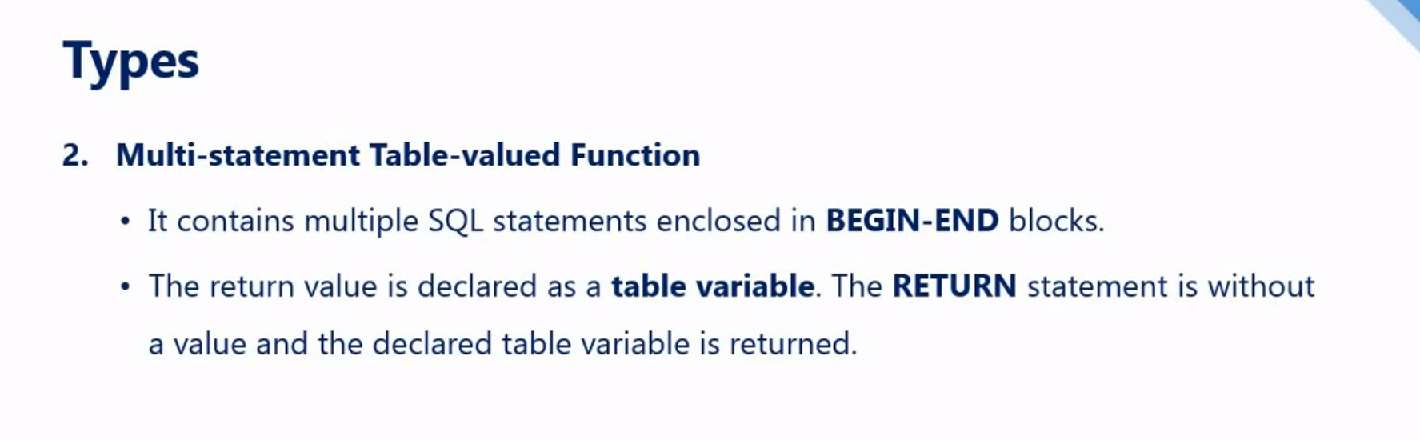 Types
2. Multi-statement Table-valued Function
• It contains multiple SQL statements enclosed in BEGIN-END blocks.
• The return value is declared as a table variable. The RETURN statement is without
a value and the declared table variable is returned.